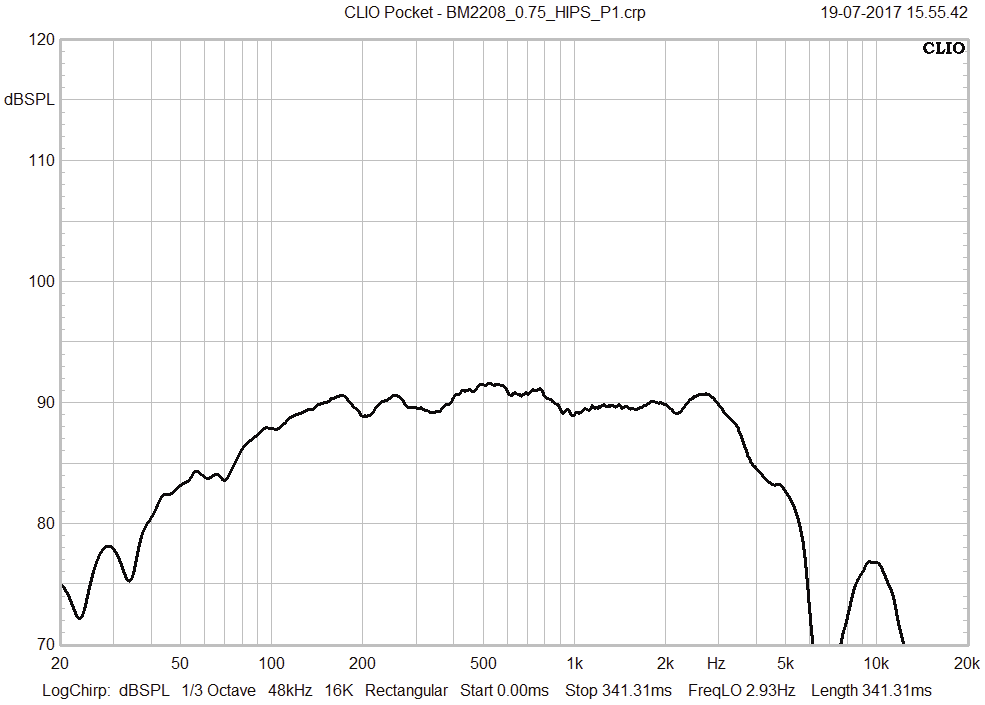 CLIO Pocket - BM2208_0.75_HIPS_P1.crp 19-07-2017 15.55.42
120
CLIO
dBSPL
110
100
90
80
70
20 50 100 200 500 1k 2k Hz 5k 10k 20k
LogChirp: dBSPL 1/3 Octave 48kHz 16K Rectangular Start 0.00ms Stop 341.31ms FreqLO 2.93Hz Length 341.31ms